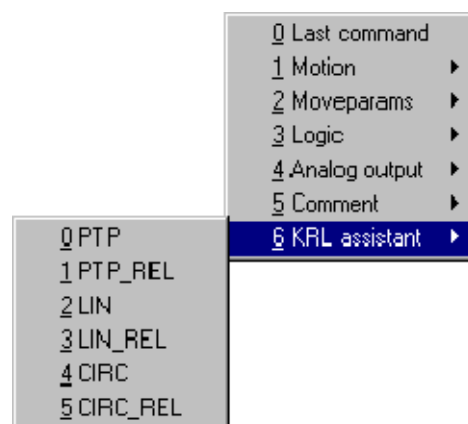 0 Last command
1 Motion
2 Moveparams
3 Logic
4 Analog output
5 Comment
6 KRL assistant
0 PTP
1 PTP_REL
2 LIN
3 LIN_REL
4 CIRC
5 CIRC_REL